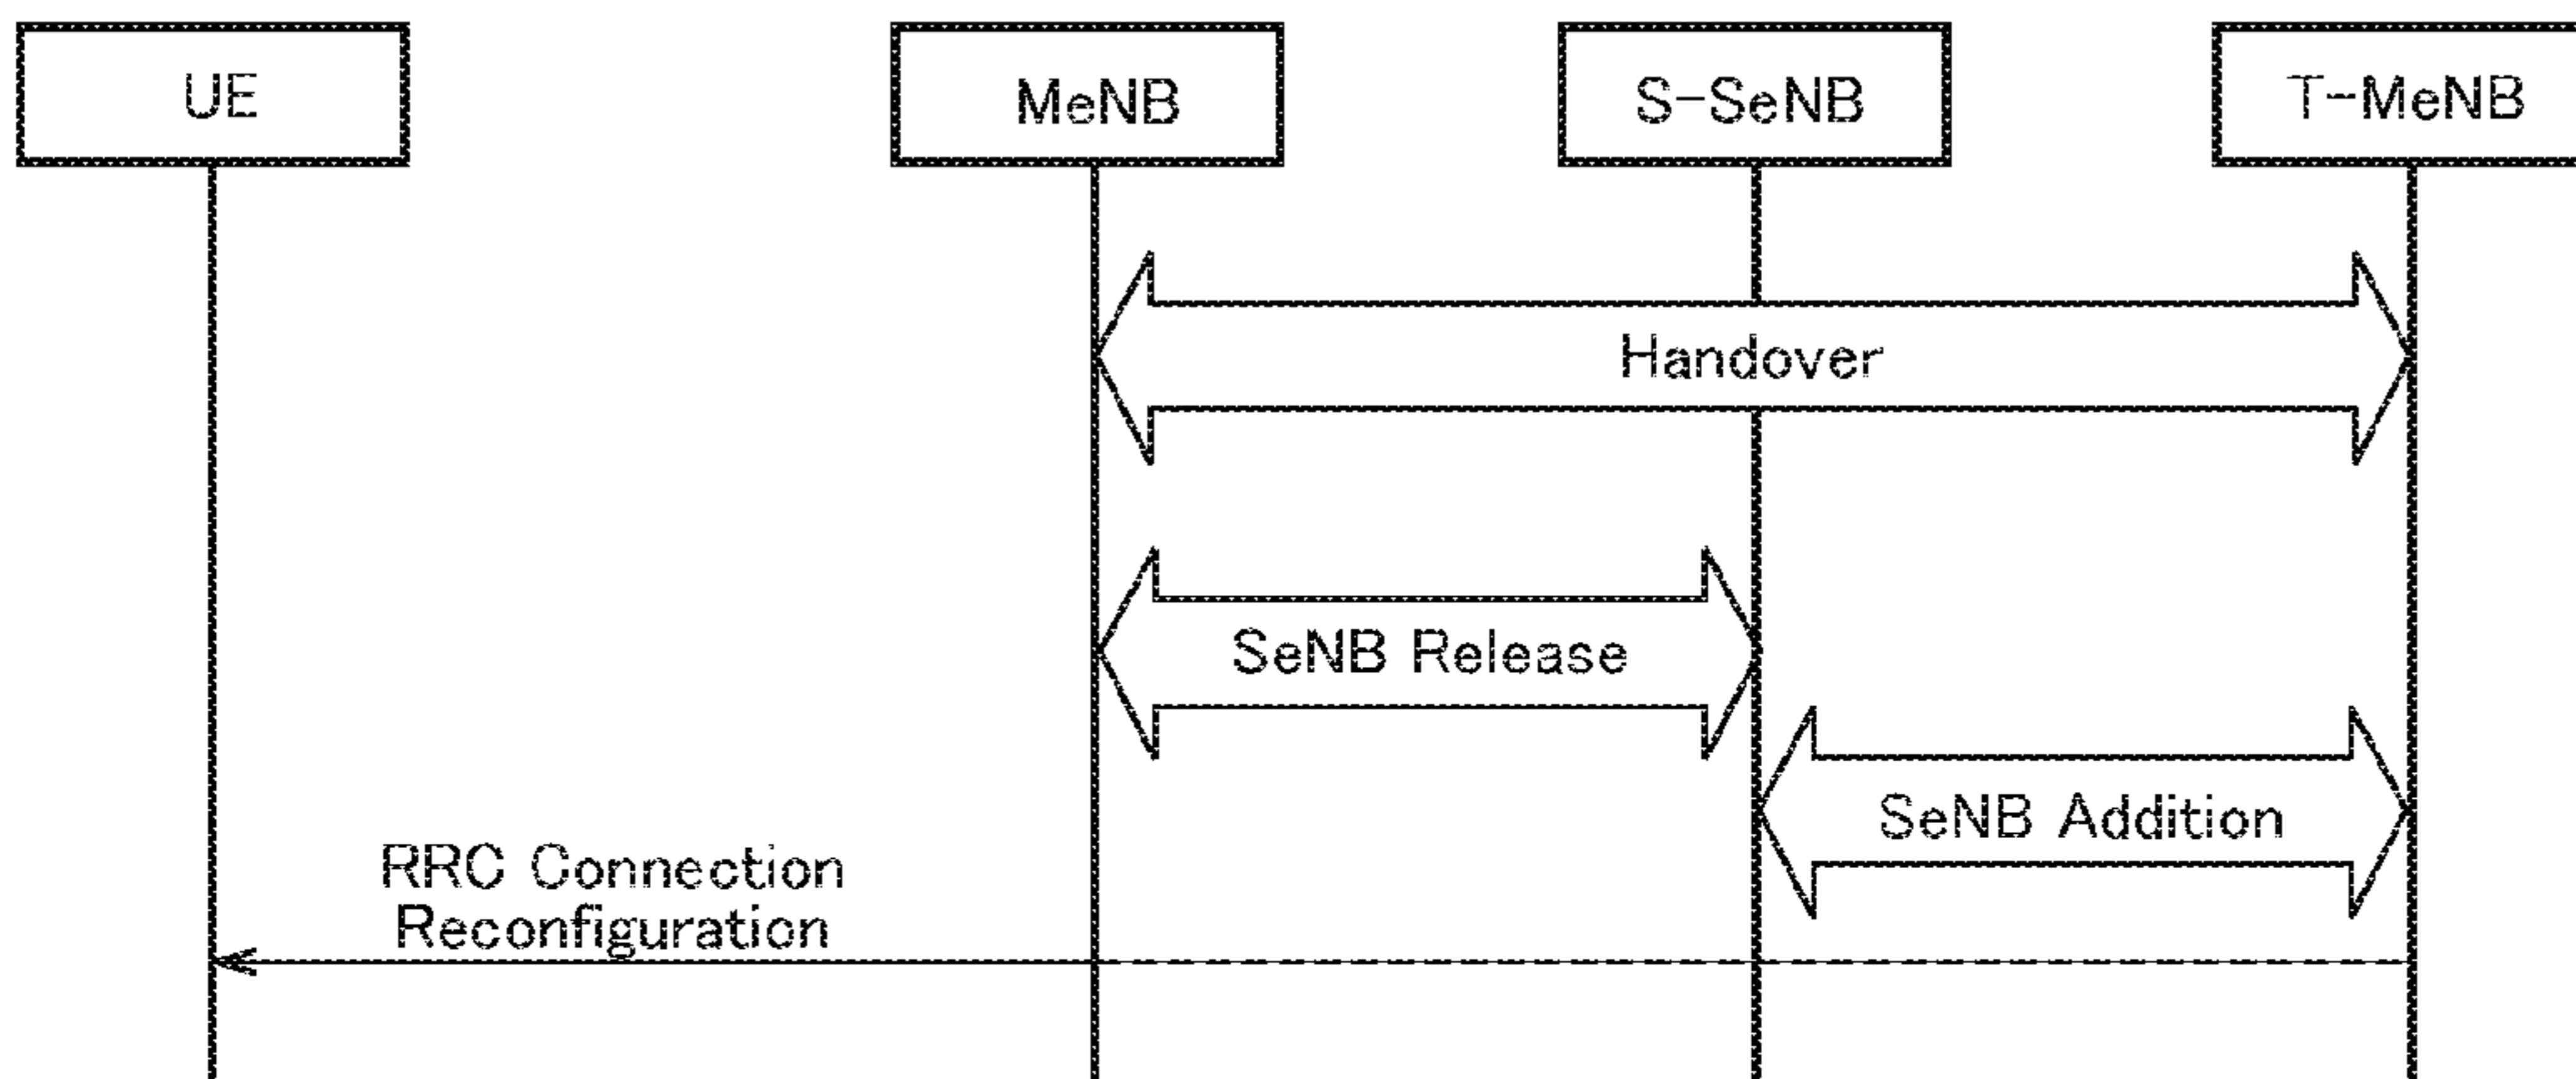 UE
MeNB
S-SeNB
T-MeNB
Handover
SeNB Release
SeNB Addition
RRC Connection
Reconfiguration